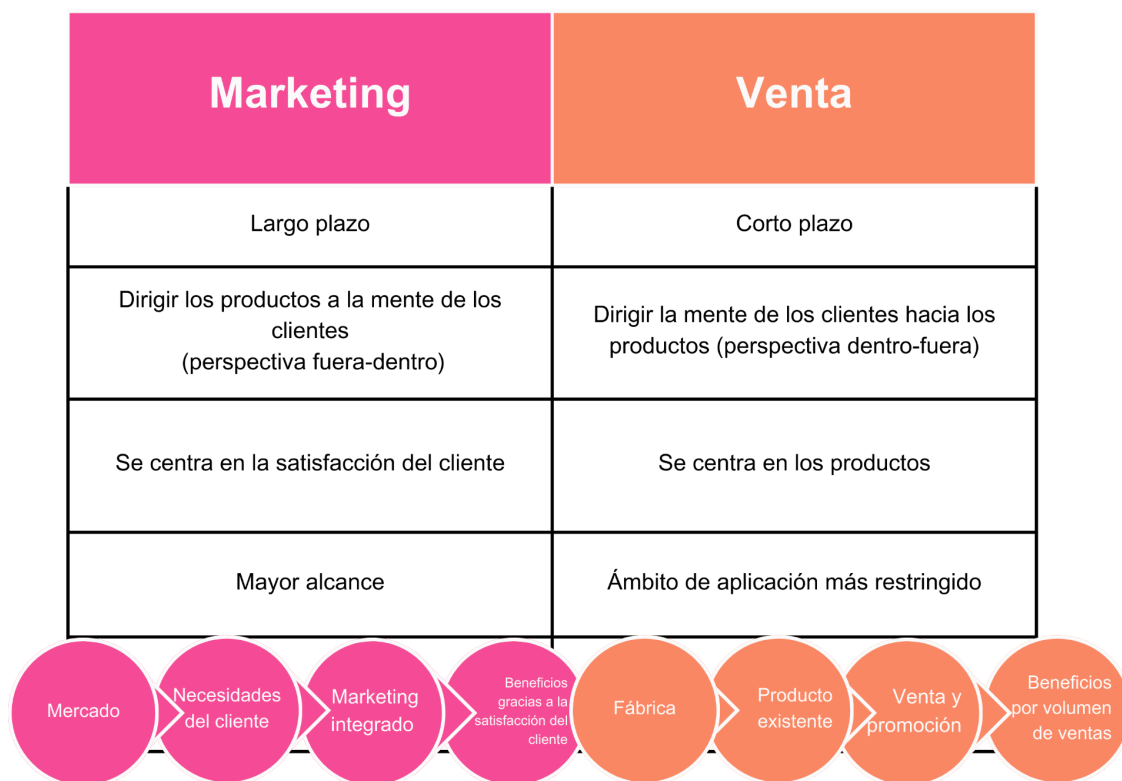 Marketing
Venta
Largo plazo
Corto plazo
Dirigir los productos a la mente de los
clientes
(perspectiva fuera-dentro)
Dirigir la mente de los clientes hacia los
productos (perspectiva dentro-fuera)
Se centra en la satisfacción del cliente
Se centra en los productos
Mayor alcance
Ámbito de aplicación más restringido
Mercado
Necesidades
del cliente
Marketing
integrado
Beneficios
gracias a la
satisfacción del
cliente
Fábrica
Producto
existente
Venta y
promoción
Beneficios
por volumen
de ventas